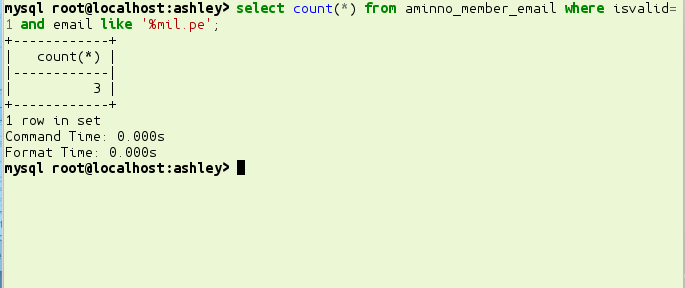 mysql root@localhost:ashley> select count(*) from aminno_member_email where isvalid=
1 and email like '%mil.pe';
+------------+
|   count(*) |
|------------|
|          3 |
+------------+
1 row in set
Command Time: 0.000s
Format Time: 0.000s
mysql root@localhost:ashley>